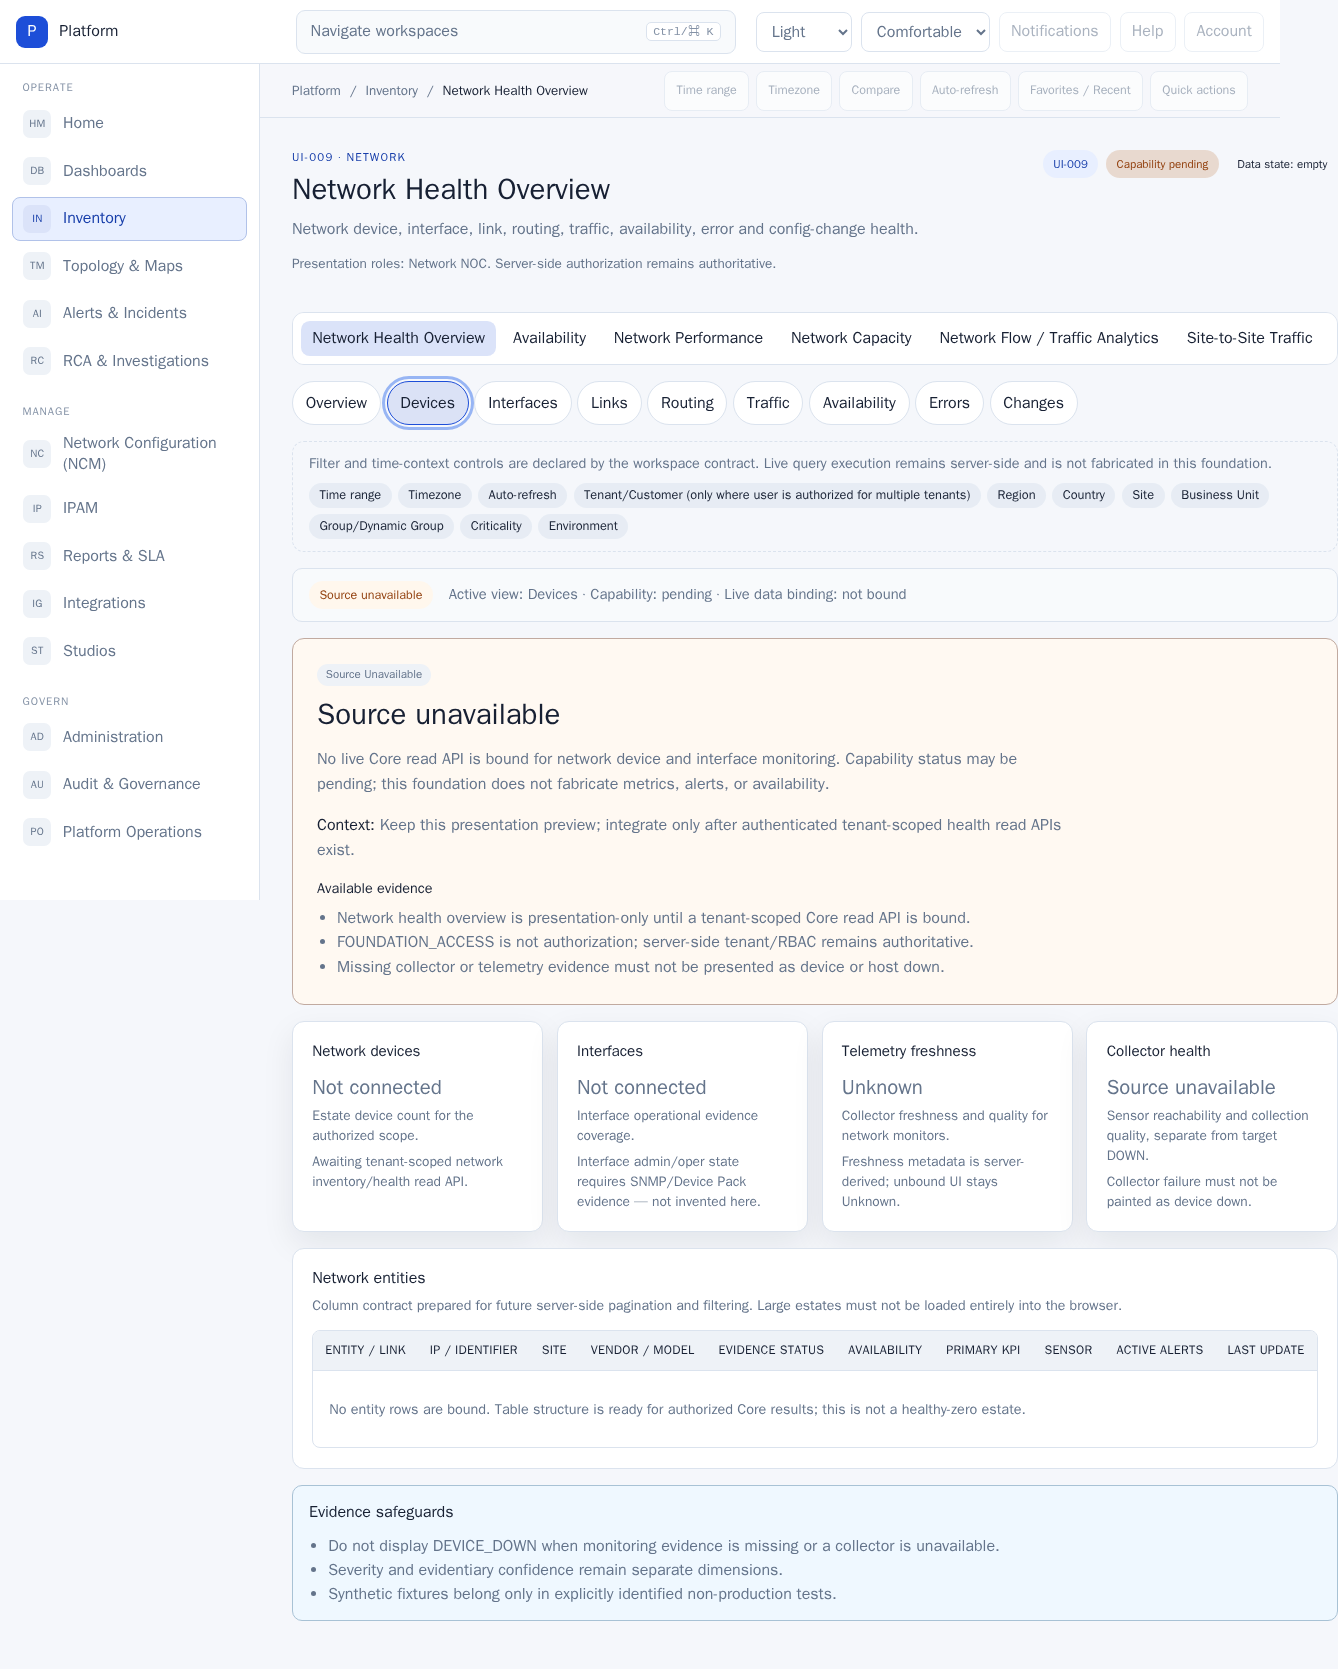 P Platform
Navigate workspaces Ctrl/⌘ K
Light Comfortable Notifications Help Account
OPERATE
HM Home
DB Dashboards
IN Inventory
TM Topology & Maps
AI Alerts & Incidents
RC RCA & Investigations
MANAGE
NC Network Configuration
(NCM)
IP IPAM
RS Reports & SLA
IG Integrations
ST Studios
GOVERN
AD Administration
AU Audit & Governance
PO Platform Operations
Platform / Inventory / Network Health Overview
Time range Timezone Compare Auto-refresh Favorites / Recent Quick actions
UI-009 · NETWORK
Network Health Overview
UI-009 Capability pending Data state: empty
Network device, interface, link, routing, traffic, availability, error and config-change health.
Presentation roles: Network NOC. Server-side authorization remains authoritative.
Network Health Overview Availability Network Performance Network Capacity Network Flow / Traffic Analytics Site-to-Site Traffic
Overview Devices Interfaces Links Routing Traffic Availability Errors Changes
Filter and time-context controls are declared by the workspace contract. Live query execution remains server-side and is not fabricated in this foundation.
Time range Timezone Auto-refresh Tenant/Customer (only where user is authorized for multiple tenants) Region Country Site Business Unit
Group/Dynamic Group Criticality Environment
Source unavailable Active view: Devices · Capability: pending · Live data binding: not bound
Source Unavailable
Source unavailable
No live Core read API is bound for network device and interface monitoring. Capability status may be
pending; this foundation does not fabricate metrics, alerts, or availability.
Context: Keep this presentation preview; integrate only after authenticated tenant-scoped health read APIs
exist.
Available evidence
• Network health overview is presentation-only until a tenant-scoped Core read API is bound.
• FOUNDATION_ACCESS is not authorization; server-side tenant/RBAC remains authoritative.
• Missing collector or telemetry evidence must not be presented as device or host down.
Network devices
Not connected
Estate device count for the
authorized scope.
Awaiting tenant-scoped network
inventory/health read API.
Interfaces
Not connected
Interface operational evidence
coverage.
Interface admin/oper state
requires SNMP/Device Pack
evidence — not invented here.
Telemetry freshness
Unknown
Collector freshness and quality for
network monitors.
Freshness metadata is server-
derived; unbound UI stays
Unknown.
Collector health
Source unavailable
Sensor reachability and collection
quality, separate from target
DOWN.
Collector failure must not be
painted as device down.
Network entities
Column contract prepared for future server-side pagination and filtering. Large estates must not be loaded entirely into the browser.
ENTITY / LINK IP / IDENTIFIER SITE VENDOR / MODEL EVIDENCE STATUS AVAILABILITY PRIMARY KPI SENSOR ACTIVE ALERTS LAST UPDATE
No entity rows are bound. Table structure is ready for authorized Core results; this is not a healthy-zero estate.
Evidence safeguards
• Do not display DEVICE_DOWN when monitoring evidence is missing or a collector is unavailable.
• Severity and evidentiary confidence remain separate dimensions.
• Synthetic fixtures belong only in explicitly identified non-production tests.